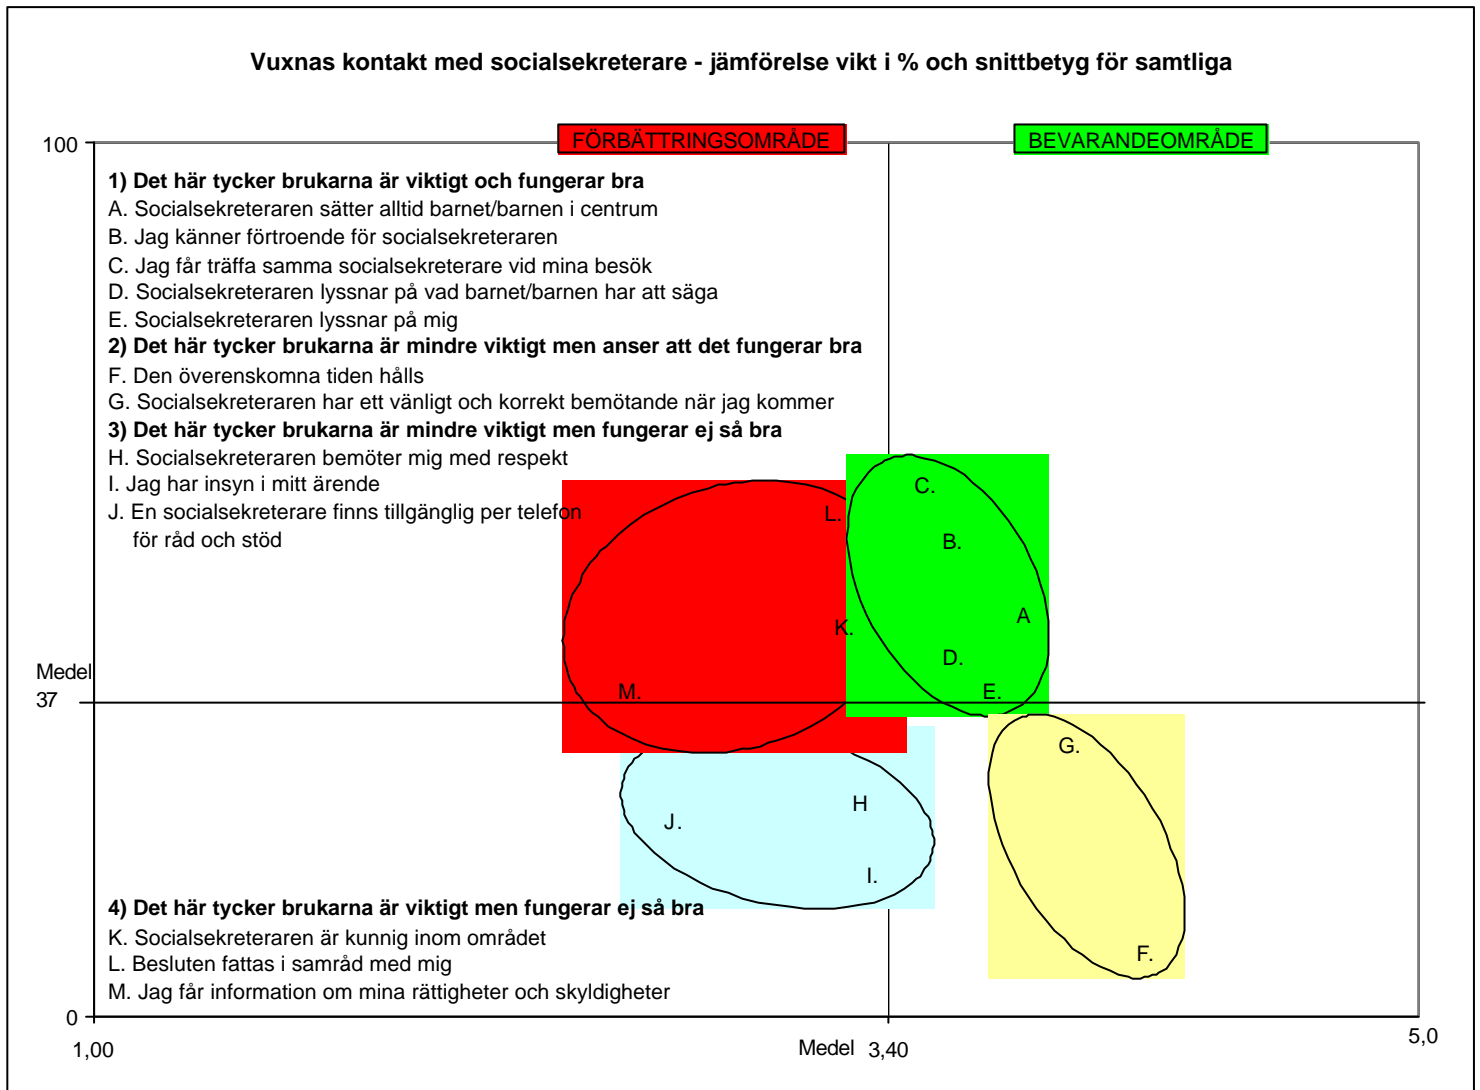 Vuxnas kontakt med socialsekreterare - jämförelse vikt i % och snittbetyg för samtliga
FÖRBÄTTRINGSOMRÅDE
BEVARANDEOMRÅDE
100
1) Det här tycker brukarna är viktigt och fungerar bra
A. Socialsekreteraren sätter alltid barnet/barnen i centrum
B. Jag känner förtroende för socialsekreteraren
C. Jag får träffa samma socialsekreterare vid mina besök
D. Socialsekreteraren lyssnar på vad barnet/barnen har att säga
E. Socialsekreteraren lyssnar på mig
2) Det här tycker brukarna är mindre viktigt men anser att det fungerar bra
F. Den överenskomna tiden hålls
G. Socialsekreteraren har ett vänligt och korrekt bemötande när jag kommer
3) Det här tycker brukarna är mindre viktigt men fungerar ej så bra
H. Socialsekreteraren bemöter mig med respekt
I. Jag har insyn i mitt ärende
J. En socialsekreterare finns tillgänglig per telefon
för råd och stöd
C.
L.
B.
A
K.
D.
Medel
37
M.
E.
G.
H
J.
I.
F.
4) Det här tycker brukarna är viktigt men fungerar ej så bra
K. Socialsekreteraren är kunnig inom området
L. Besluten fattas i samråd med mig
M. Jag får information om mina rättigheter och skyldigheter
0
1,00
Medel 3,40
5,0